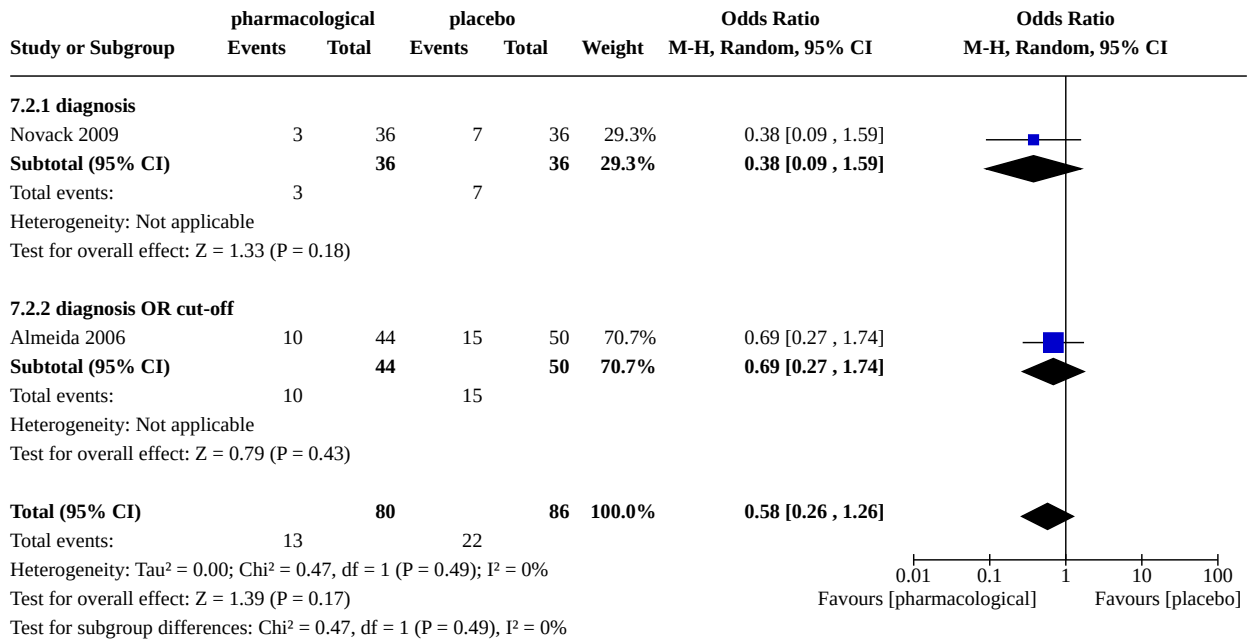 pharmacological placebo Odds Ratio Odds Ratio
Study or Subgroup Events Total Events Total Weight M-H, Random, 95% CI M-H, Random, 95% CI
7.2.1 diagnosis
Novack 2009 3 36 7 36 29.3% 0.38 [0.09 , 1.59]
Subtotal (95% CI) 36 36 29.3% 0.38 [0.09 , 1.59]
Total events: 3 7
Heterogeneity: Not applicable
Test for overall effect: Z = 1.33 (P = 0.18)
7.2.2 diagnosis OR cut-off
Almeida 2006 10 44 15 50 70.7% 0.69 [0.27 , 1.74]
Subtotal (95% CI) 44 50 70.7% 0.69 [0.27 , 1.74]
Total events: 10 15
Heterogeneity: Not applicable
Test for overall effect: Z = 0.79 (P = 0.43)
Total (95% CI) 80 86 100.0% 0.58 [0.26 , 1.26]
Total events: 13 22
Heterogeneity: Tau² = 0.00; Chi² = 0.47, df = 1 (P = 0.49); I² = 0% 0.01 0.1 1 10 100
Test for overall effect: Z = 1.39 (P = 0.17) Favours [pharmacological] Favours [placebo]
Test for subgroup differences: Chi² = 0.47, df = 1 (P = 0.49), I² = 0%